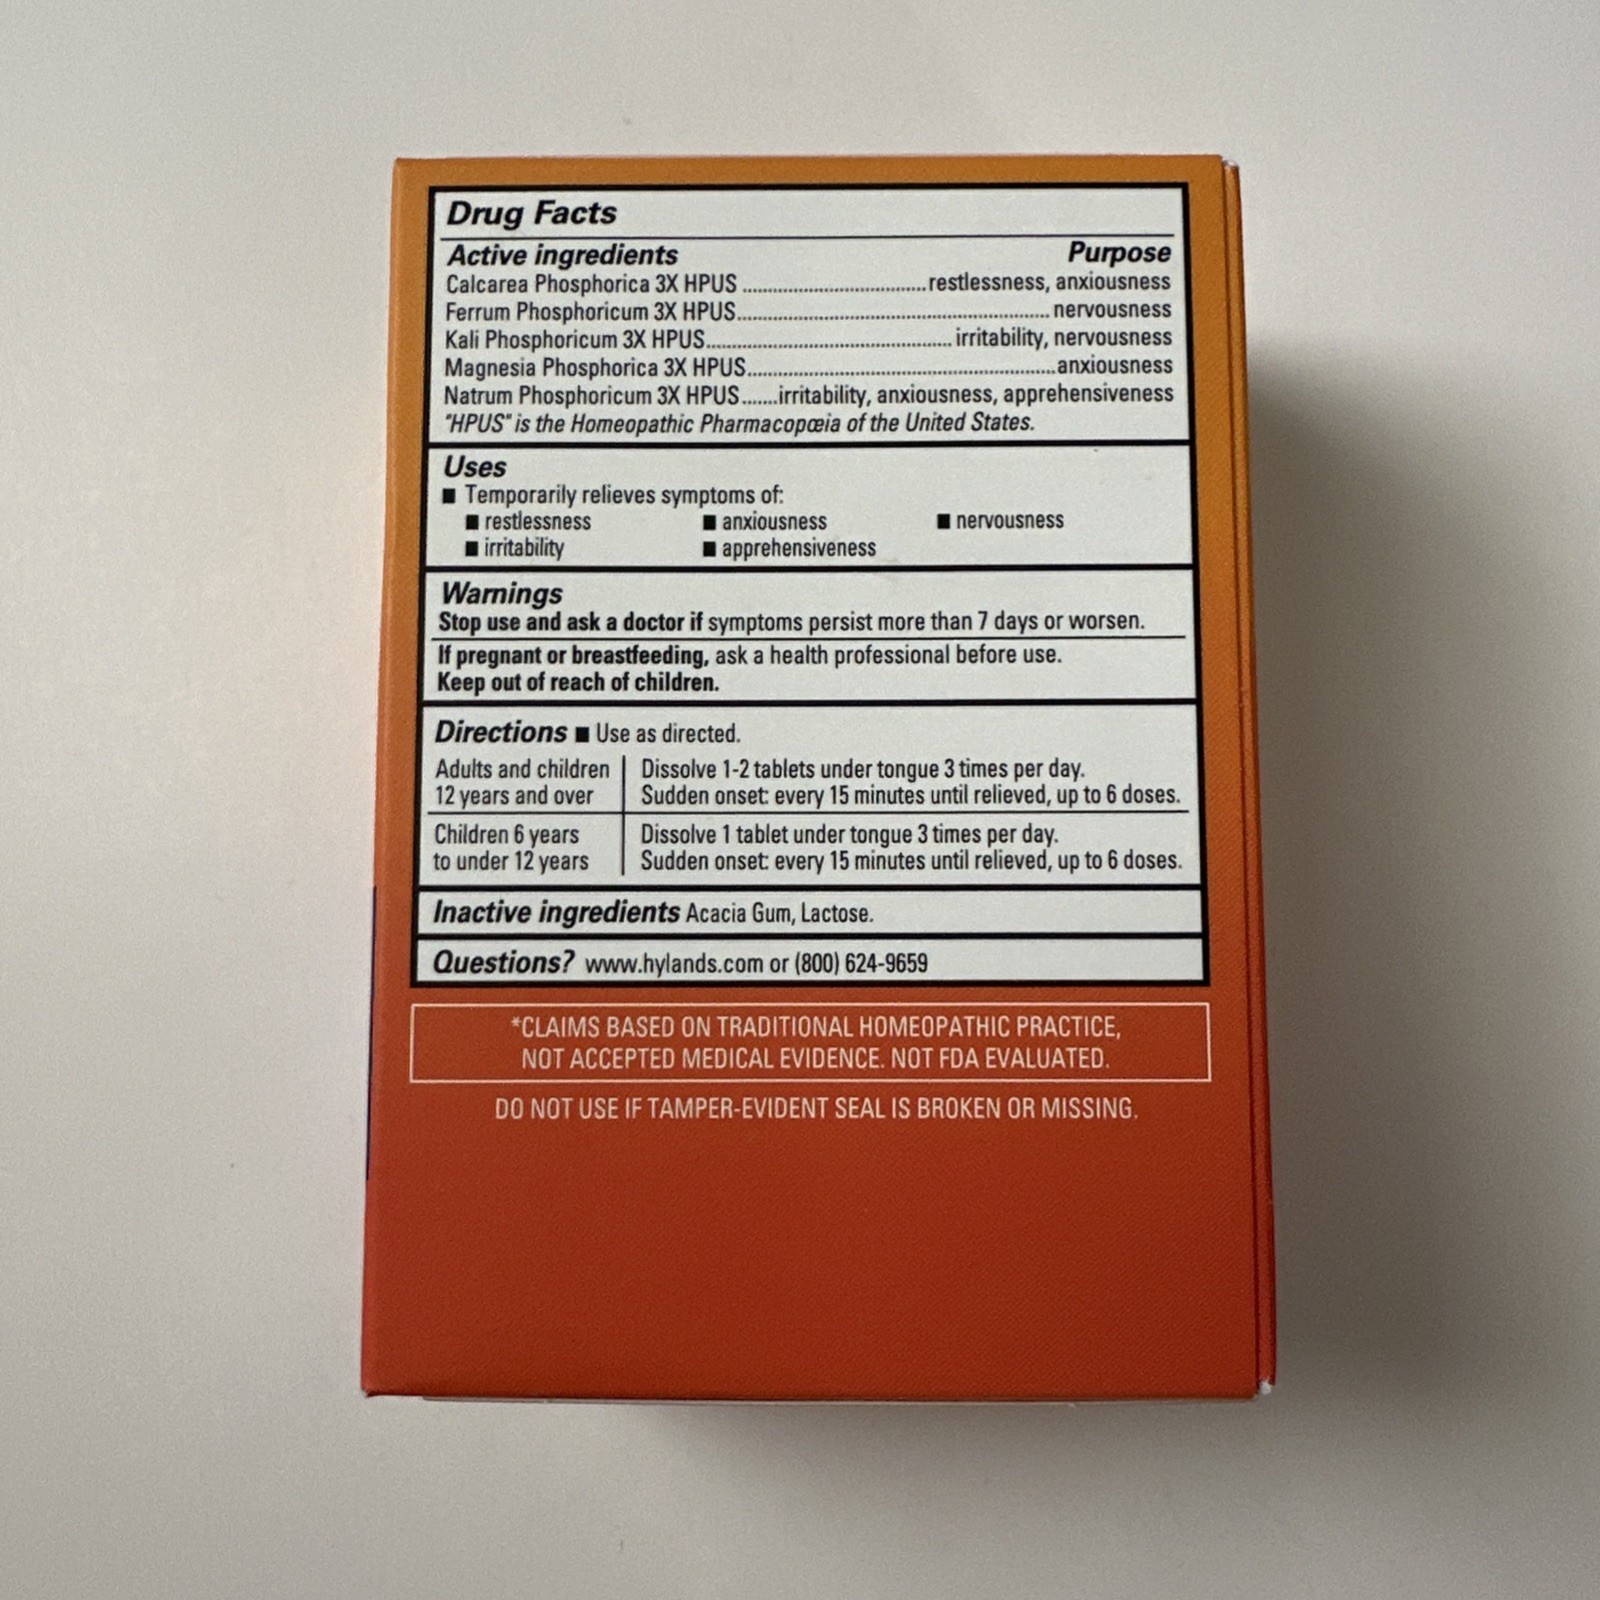 Drug Facts
Active ingredients Purpose
Calcarea Phosphorica 3X HPUS ................................. restlessness, anxiousness
Ferrum Phosphoricum 3X HPUS......................................................... nervousness
Kali Phosphoricum 3X HPUS............................................ irritability, nervousness
Magnesia Phosphorica 3X HPUS........................................................anxiousness
Natrum Phosphoricum 3X HPUS.......irritability, anxiousness, apprehensiveness
"HPUS" is the Homeopathic Pharmacopœia of the United States.
Uses
■ Temporarily relieves symptoms of:
■ restlessness ■ anxiousness ■ nervousness
■ irritability ■ apprehensiveness
Warnings
Stop use and ask a doctor if symptoms persist more than 7 days or worsen.
If pregnant or breastfeeding, ask a health professional before use.
Keep out of reach of children.
Directions ■ Use as directed.
Adults and children Dissolve 1-2 tablets under tongue 3 times per day.
12 years and over Sudden onset: every 15 minutes until relieved, up to 6 doses.
Children 6 years Dissolve 1 tablet under tongue 3 times per day.
to under 12 years Sudden onset: every 15 minutes until relieved, up to 6 doses.
Inactive ingredients Acacia Gum, Lactose.
Questions? www.hylands.com or (800) 624-9659
*CLAIMS BASED ON TRADITIONAL HOMEOPATHIC PRACTICE,
NOT ACCEPTED MEDICAL EVIDENCE. NOT FDA EVALUATED.
DO NOT USE IF TAMPER-EVIDENT SEAL IS BROKEN OR MISSING.